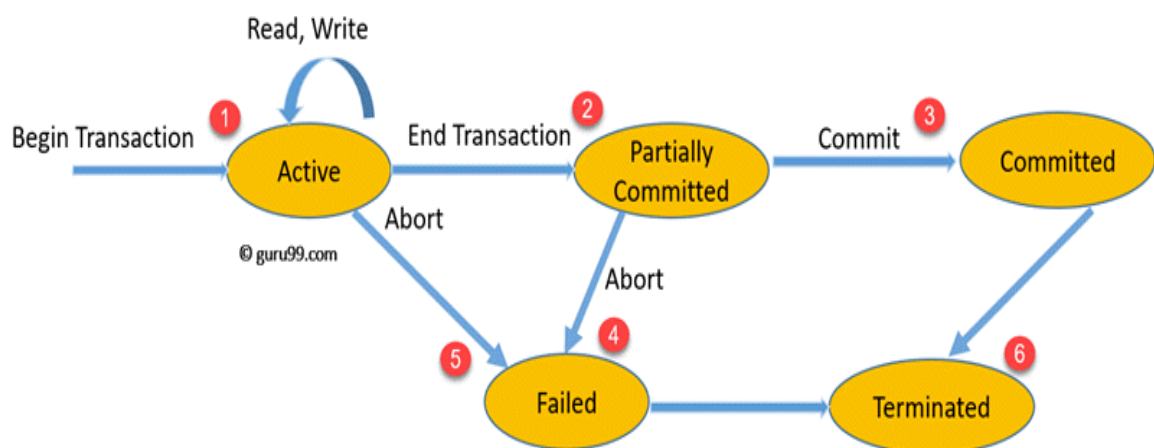 Read, Write
1
2
3
Begin Transaction
End Transaction
Commit
Active
Partially
Committed
Committed
Abort
© guru99.com
Abort
4
5
6
Failed
Terminated